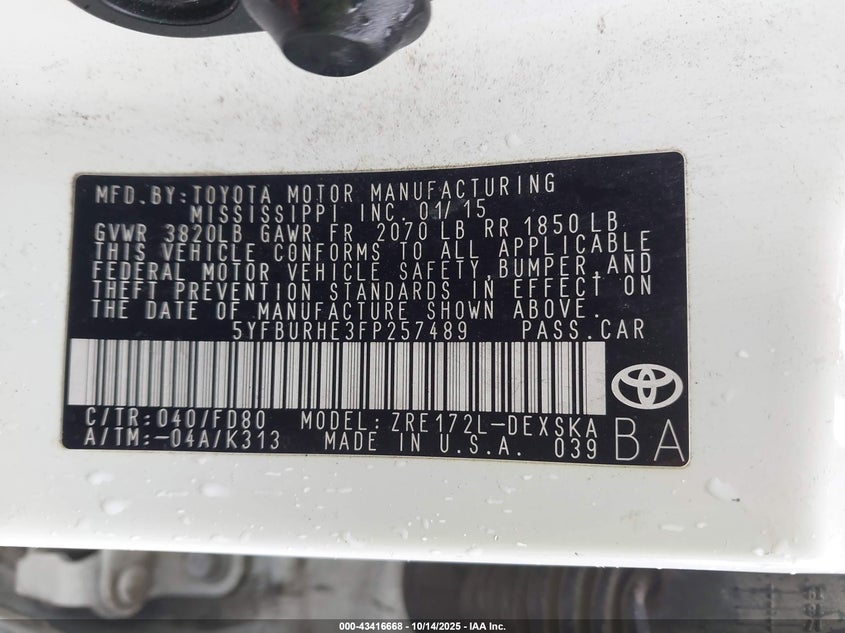 MFD. BY: TOYOTA MOTOR MANUFACTURING
MISSISSIPPI INC. 01/15
GVWR 3820LB GAWR FR 2070 LB RR 1850 LB
THIS VEHICLE CONFORMS TO ALL APPLICABLE
FEDERAL MOTOR VEHICLE SAFETY, BUMPER, AND
THEFT PREVENTION STANDARDS IN EFFECT ON
THE DATE OF MANUFACTURE SHOWN ABOVE.
5YFBURHE3FP257489 PASS. CAR
C/TR: 040/FD80 MODEL: ZRE172L-DEXSKA
A/TM: -04A/K313 MADE IN U.S.A. 039 BA
000-43416668 - 10/14/2025 - IAA Inc.